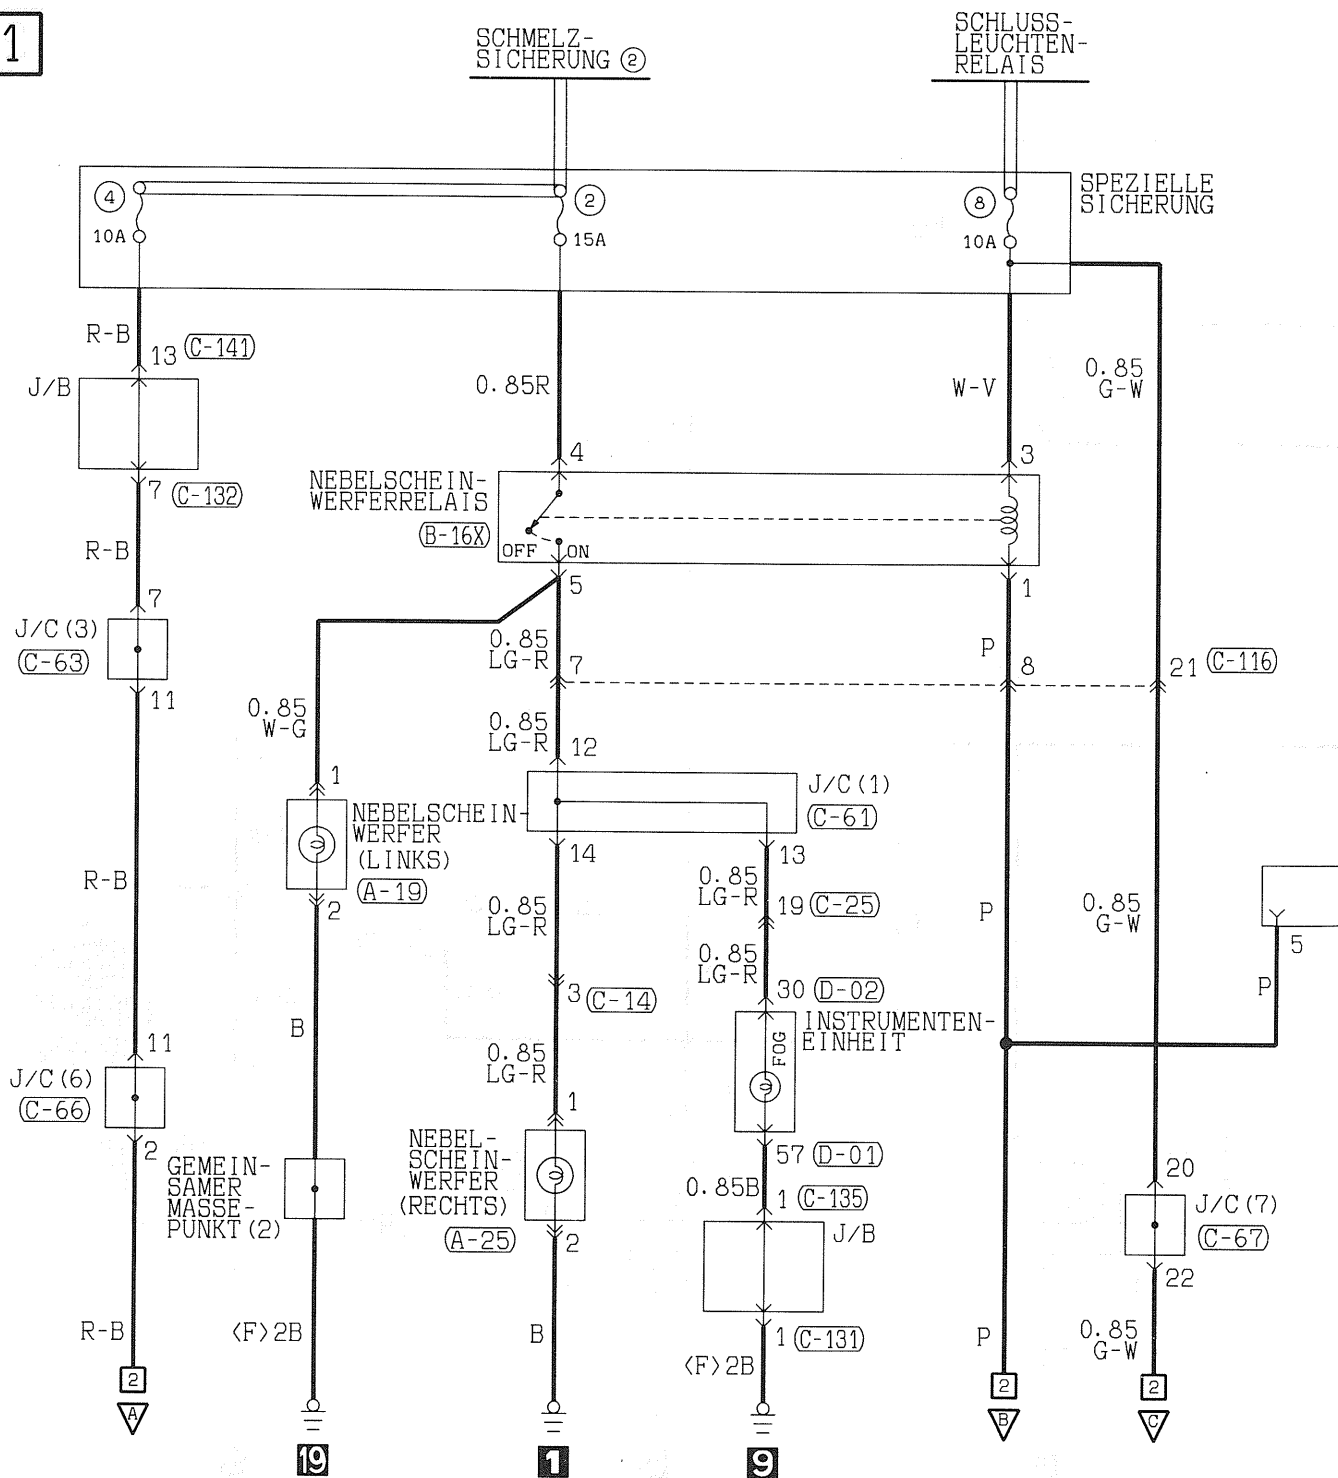 1
SCHMELZ-
SICHERUNG ②
SCHLUSS-
LEUCHTEN-
RELAIS
④
10A
②
15A
⑧
10A
SPEZIELLE
SICHERUNG
R-B
13 C-141
J/B
0.85R
W-V
0.85
G-W
4
3
7 C-132
NEBELSCHEIN-
WERFERRELAIS
B-16X
OFF
ON
R-B
5
1
7
J/C(3)
C-63
11
0.85
LG-R
7
P
8
21 C-116
0.85
W-G
0.85
LG-R
12
1
NEBELSCHEIN-
WERFER
(LINKS)
A-19
2
J/C(1)
C-61
14
13
R-B
0.85
LG-R
0.85
LG-R
19 C-25
P
0.85
G-W
5
P
0.85
LG-R
3 C-14
30 D-02
B
INSTRUMENTEN-
EINHEIT
FOG
11
J/C(6)
C-66
2
0.85
LG-R
1
NEBEL-
SCHEIN-
WERFER
(RECHTS)
A-25
2
57 D-01
0.85B
1 C-135
J/B
GEMEIN-
SAMER
MASSE-
PUNKT(2)
20
J/C(7)
C-67
22
R-B
<F>2B
B
1 C-131
<F>2B
P
0.85
G-W
2
A
2
B
2
C
19
1
9